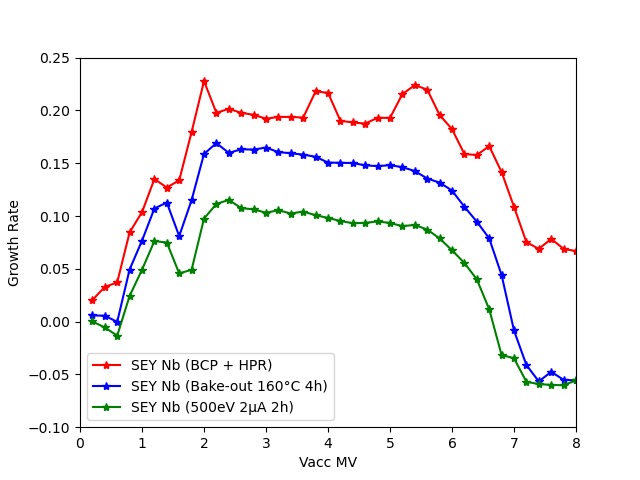 0.25
0.20
0.15
0.10
0.05
0.00
−0.05
−0.10
Growth Rate
SEY Nb (BCP + HPR)
SEY Nb (Bake-out 160°C 4h)
SEY Nb (500eV 2μA 2h)
0 1 2 3 4 5 6 7 8
Vacc MV